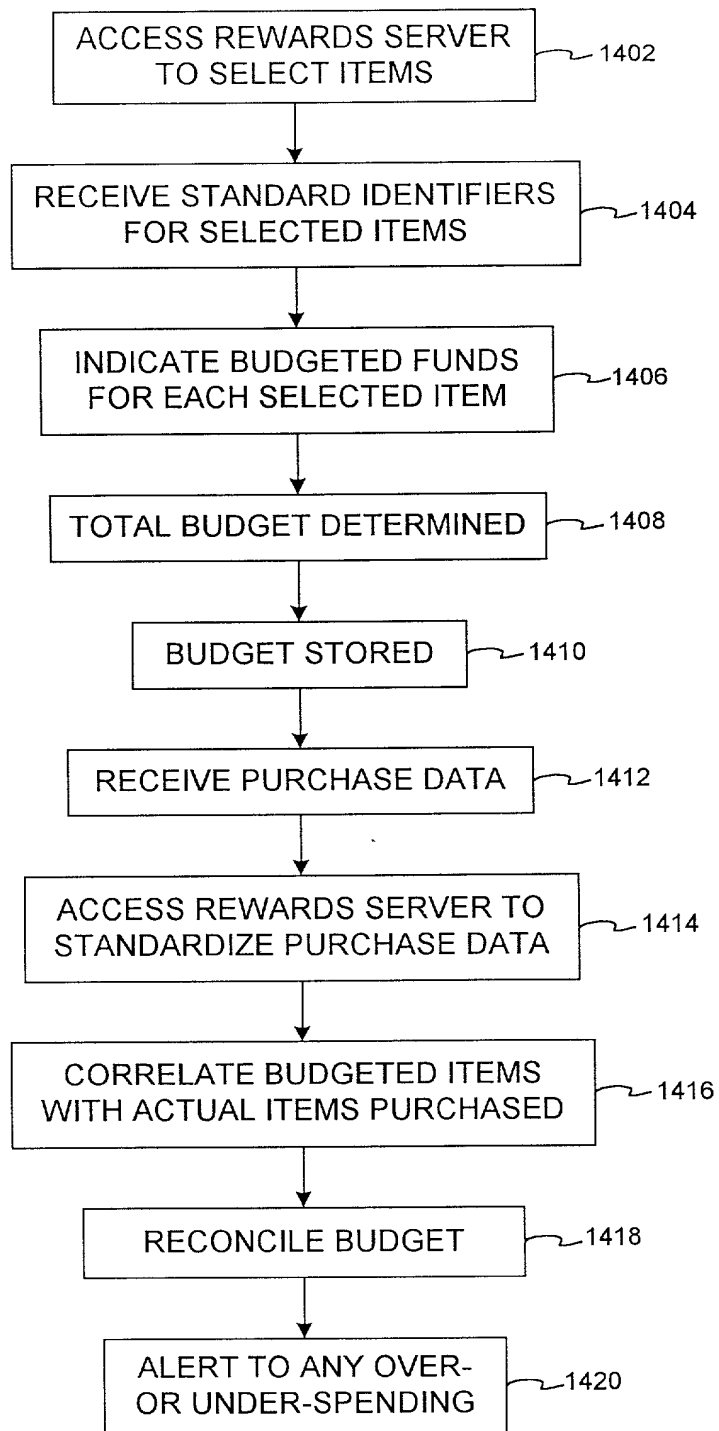 ACCESS REWARDS SERVER
TO SELECT ITEMS
1402
RECEIVE STANDARD IDENTIFIERS
FOR SELECTED ITEMS
1404
INDICATE BUDGETED FUNDS
FOR EACH SELECTED ITEM
1406
TOTAL BUDGET DETERMINED
1408
BUDGET STORED
1410
RECEIVE PURCHASE DATA
1412
ACCESS REWARDS SERVER TO
STANDARDIZE PURCHASE DATA
1414
CORRELATE BUDGETED ITEMS
WITH ACTUAL ITEMS PURCHASED
1416
RECONCILE BUDGET
1418
ALERT TO ANY OVER-
OR UNDER-SPENDING
1420